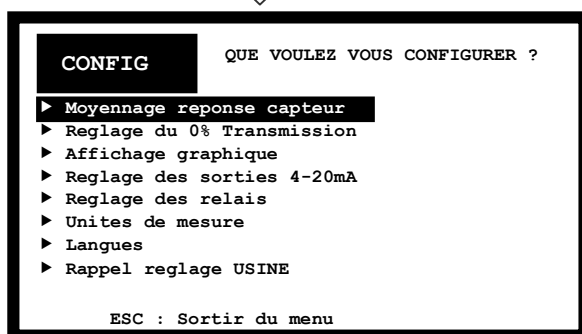 CONFIG QUE VOULEZ VOUS CONFIGURER ?
Moyennage reponse capteur
Reglage du 0% Transmission
Affichage graphique
Reglage des sorties 4-20mA
Reglage des relais
Unites de mesure
Langues
Rappel reglage USINE
ESC : Sortir du menu